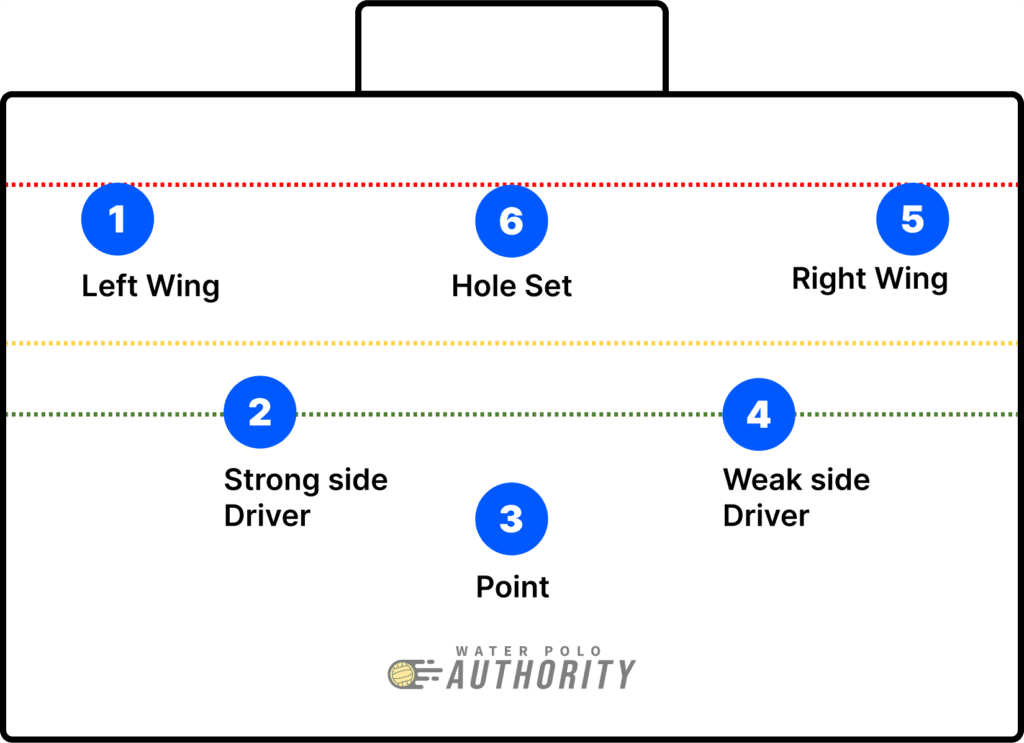 1
6
5
Left Wing
Hole Set
Right Wing
2
4
Strong side
Driver
Weak side
Driver
3
Point
WATER POLO
AUTHORITY